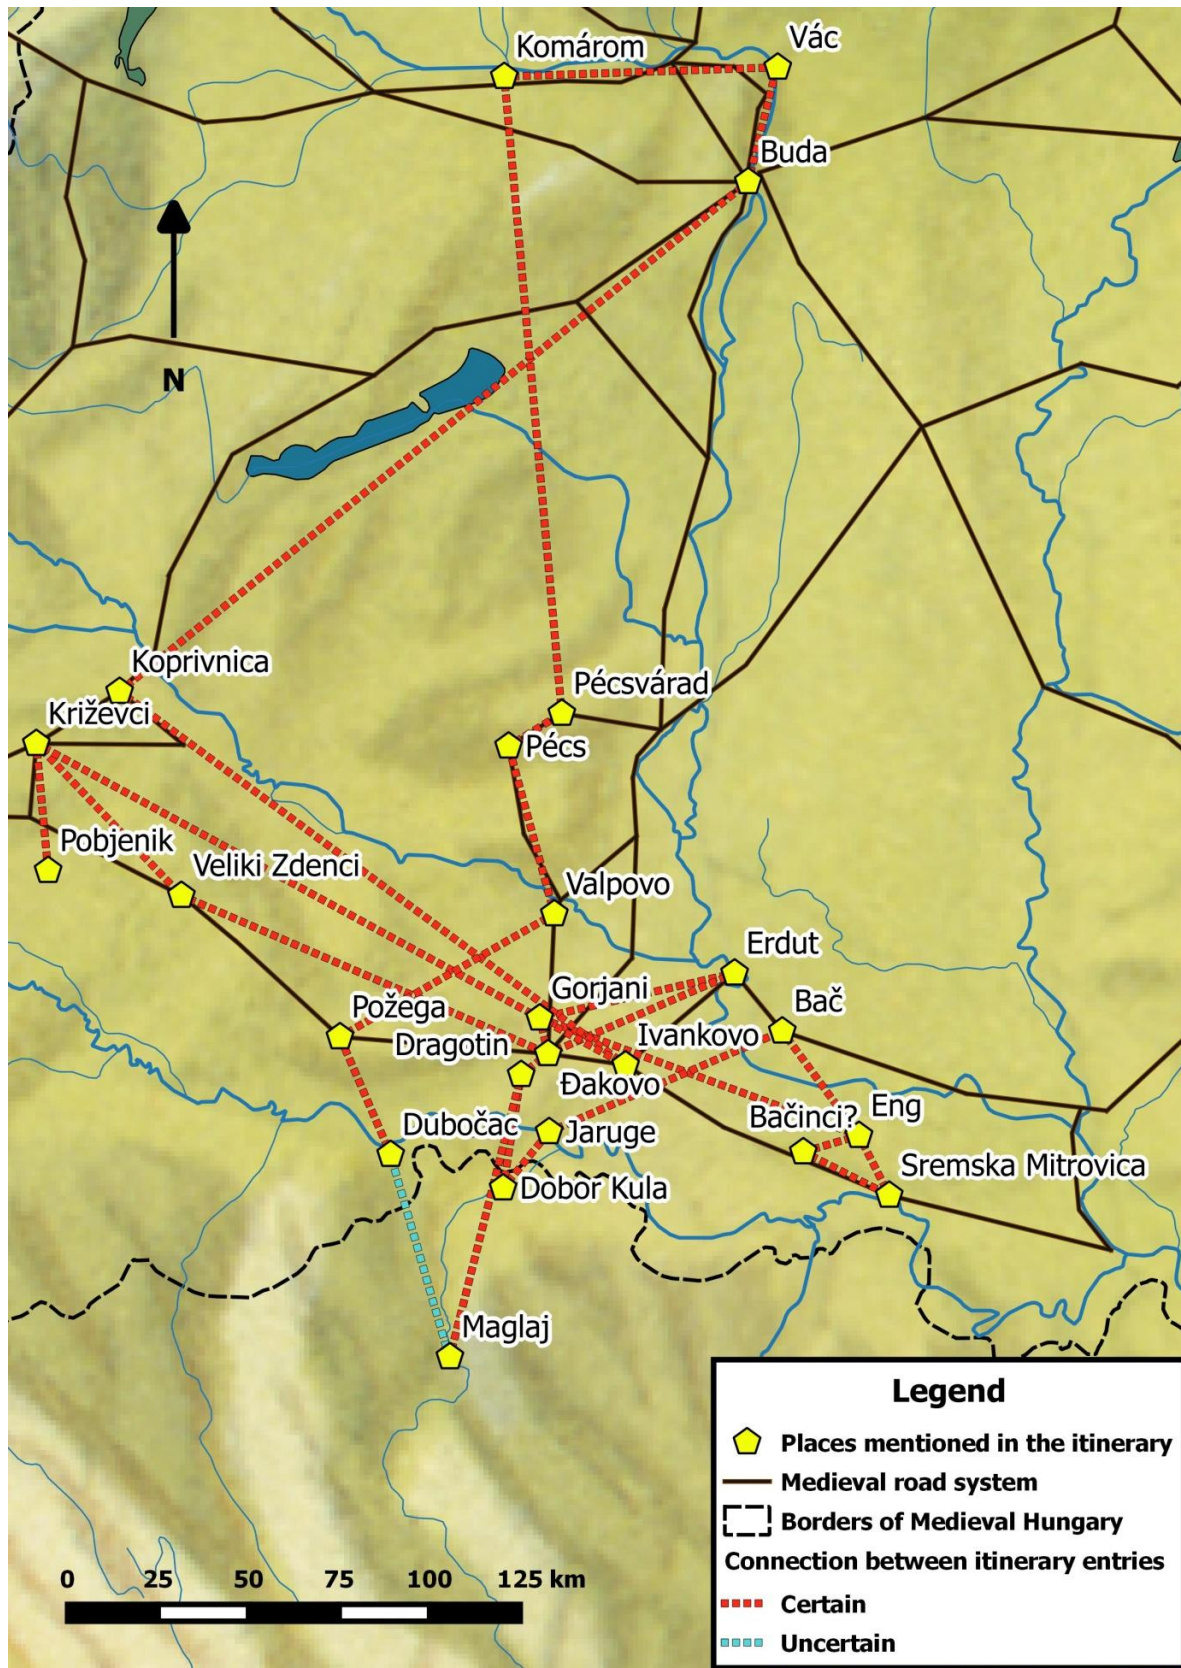 Komárom
Vác
Buda
N
Koprivnica
Križevci
Pécsvárad
Pécs
Pobjenik
Veliki Zdenci
Valpovo
Erdut
Gorjani
Bač
Požega
Ivankovo
Dragotin
Đakovo
Bačinci?
Eng
Dubočac
Jaruge
Sremska Mitrovica
Dobor Kula
Maglaj
Legend
Places mentioned in the itinerary
Medieval road system
Borders of Medieval Hungary
Connection between itinerary entries
Certain
Uncertain
0 25 50 75 100 125 km